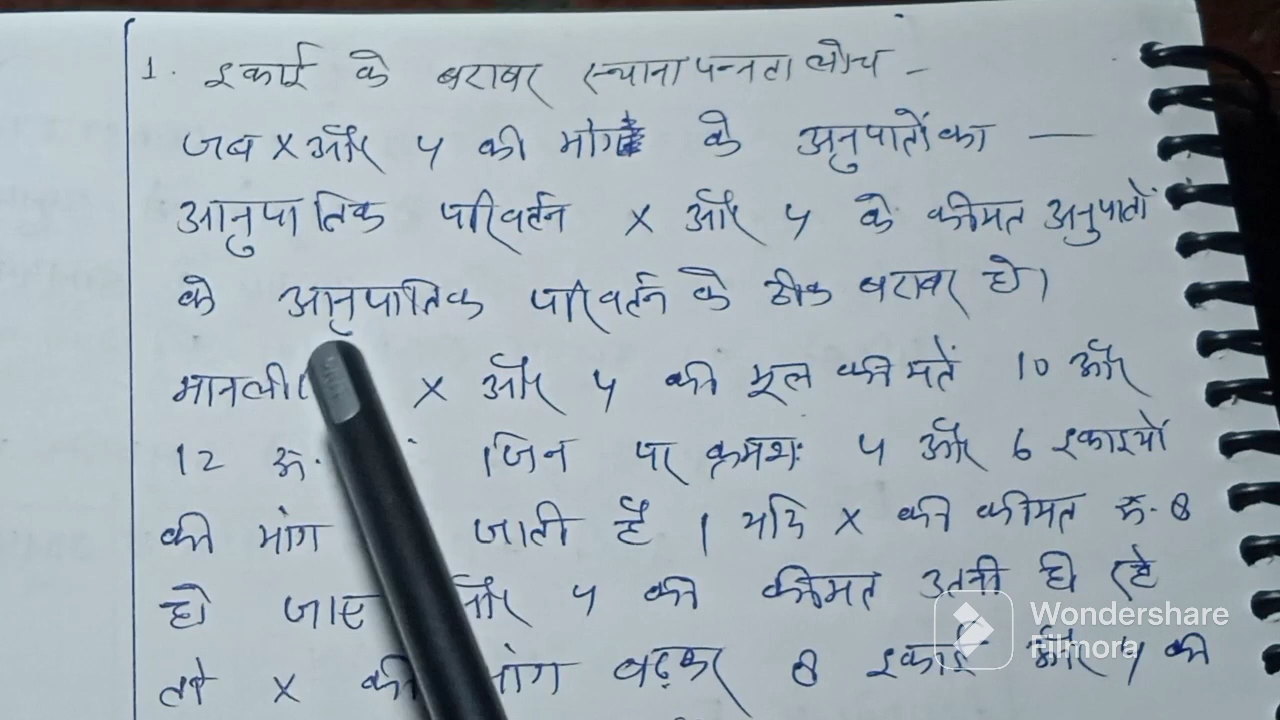 1. इकाई के बराबर स्थानापन्नता लोच -
जब X और Y की मांग के अनुपातों का —
आनुपातिक परिवर्तन X और Y के कीमत अनुपातों
के आनुपातिक परिवर्तन के ठीक बराबर हो।
मानली X और Y की मूल कीमतें 10 और
12 रु. जिन पर क्रमशः 4 और 6 इकाइयों
की मांग जाती है। यदि X की कीमत रु. 8
हो जाए और Y की कीमत उतनी ही रहे
तो X की मांग बढ़कर 8 इकाई और Y की
Wondershare
Filmora